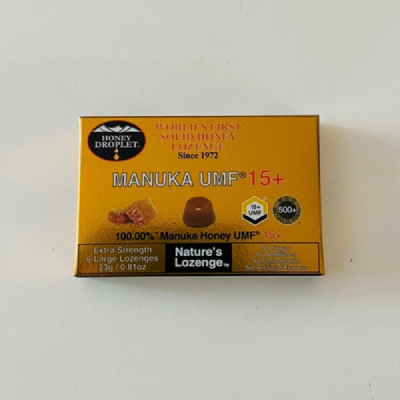 HONEY
DROPLET.
WORLD'S FIRST
SOLID HONEY
LOZENGE
Since 1972
MANUKA UMF® 15+
15+
UMF
500+
100.00% Manuka Honey UMF® 15+
Extra Strength
6 Large Lozenges
23g / 0.81oz
Nature's
Lozenge™